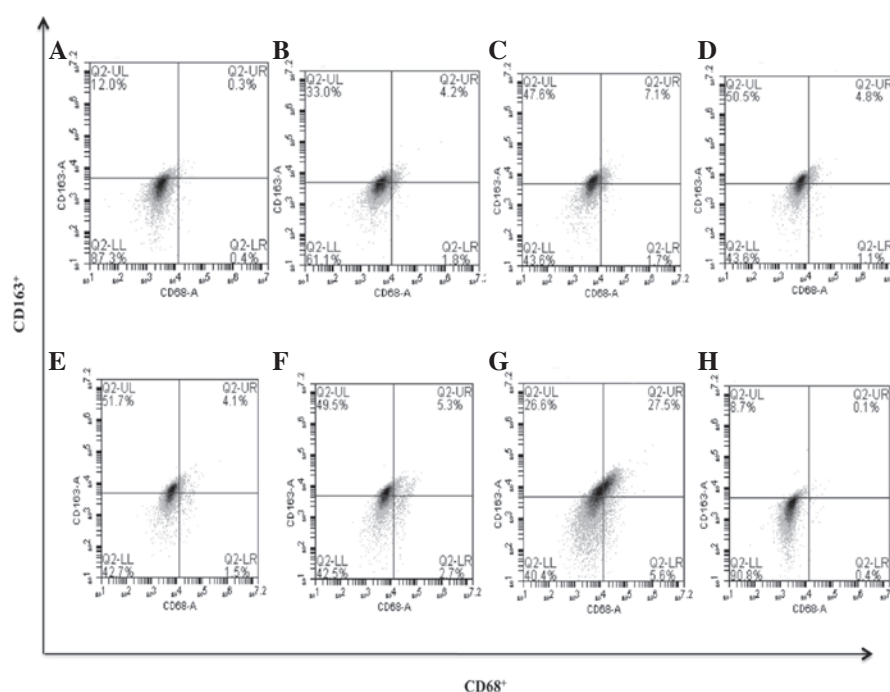 A
B
C
D
Q2-UL
12.0%
Q2-UR
0.3%
Q2-LL
87.3%
Q2-LR
0.4%
CD163-A
CD68-A
Q2-UL
33.0%
Q2-UR
4.2%
Q2-LL
61.1%
Q2-LR
1.8%
CD163-A
CD68-A
Q2-UL
47.6%
Q2-UR
7.1%
Q2-LL
43.6%
Q2-LR
1.7%
CD163-A
CD68-A
Q2-UL
50.5%
Q2-UR
4.8%
Q2-LL
43.6%
Q2-LR
1.1%
CD163-A
CD68-A
CD163⁺
E
F
G
H
Q2-UL
51.7%
Q2-UR
4.1%
Q2-LL
42.7%
Q2-LR
1.5%
CD163-A
CD68-A
Q2-UL
49.5%
Q2-UR
5.3%
Q2-LL
42.5%
Q2-LR
2.7%
CD163-A
CD68-A
Q2-UL
26.6%
Q2-UR
27.5%
Q2-LL
40.4%
Q2-LR
5.6%
CD163-A
CD68-A
Q2-UL
8.7%
Q2-UR
0.1%
Q2-LL
90.8%
Q2-LR
0.4%
CD163-A
CD68-A
CD68⁺